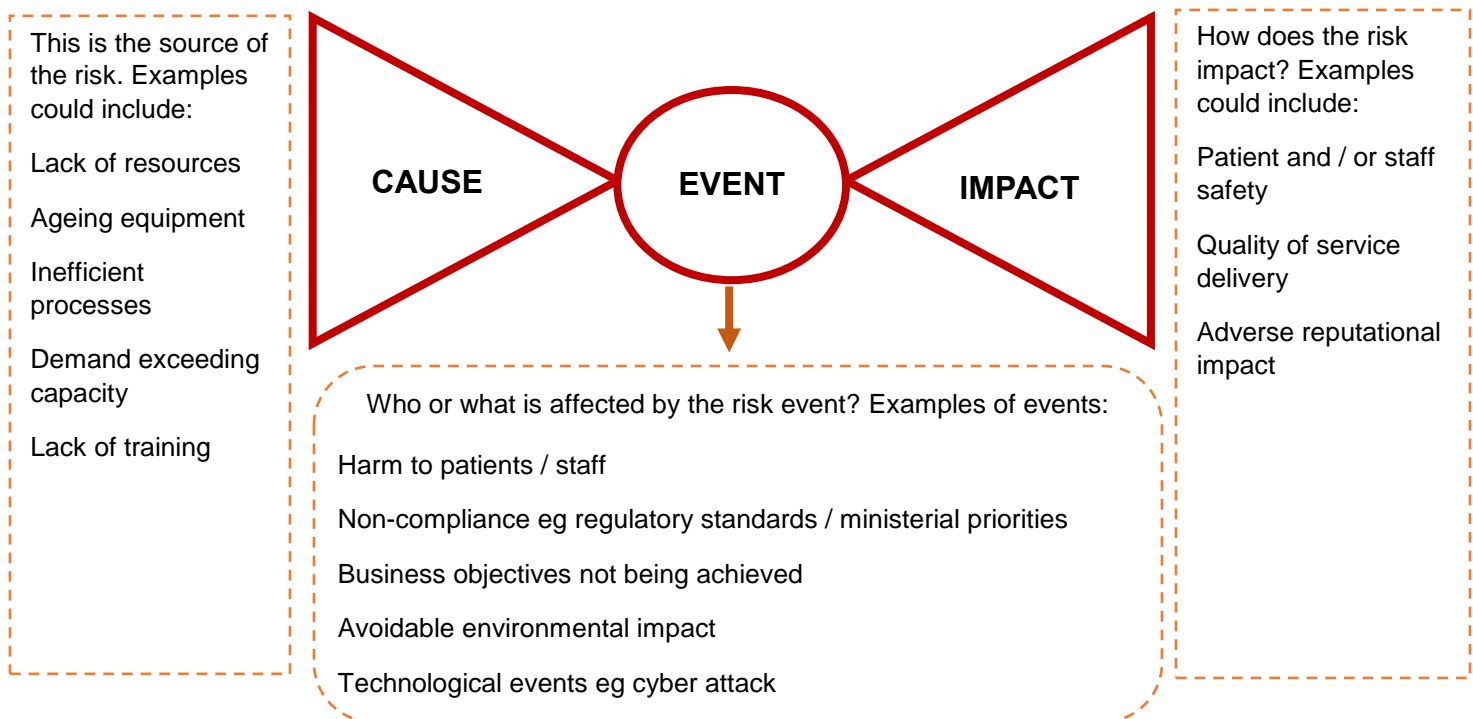 This is the source of
the risk. Examples
could include:
Lack of resources
Ageing equipment
Inefficient
processes
Demand exceeding
capacity
Lack of training
CAUSE
EVENT
IMPACT
Who or what is affected by the risk event? Examples of events:
Harm to patients / staff
Non-compliance eg regulatory standards / ministerial priorities
Business objectives not being achieved
Avoidable environmental impact
Technological events eg cyber attack
How does the risk
impact? Examples
could include:
Patient and / or staff
safety
Quality of service
delivery
Adverse reputational
impact